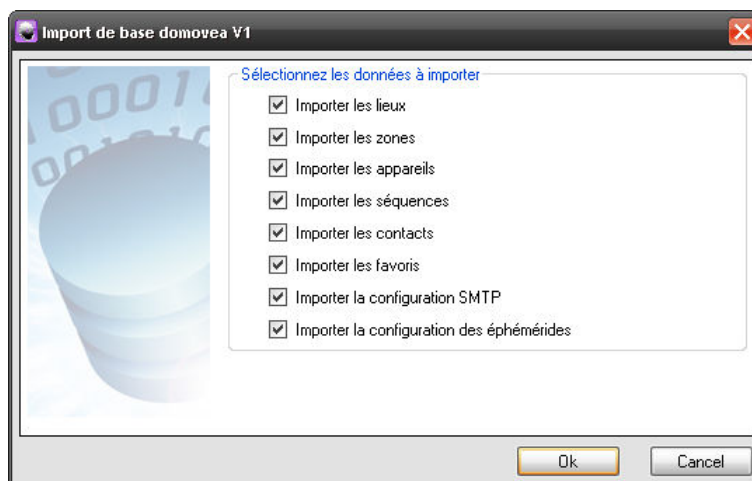 Import de base domovea V1
Sélectionnez les données à importer
Importer les lieux
Importer les zones
Importer les appareils
Importer les séquences
Importer les contacts
Importer les favoris
Importer la configuration SMTP
Importer la configuration des éphémérides
Ok
Cancel